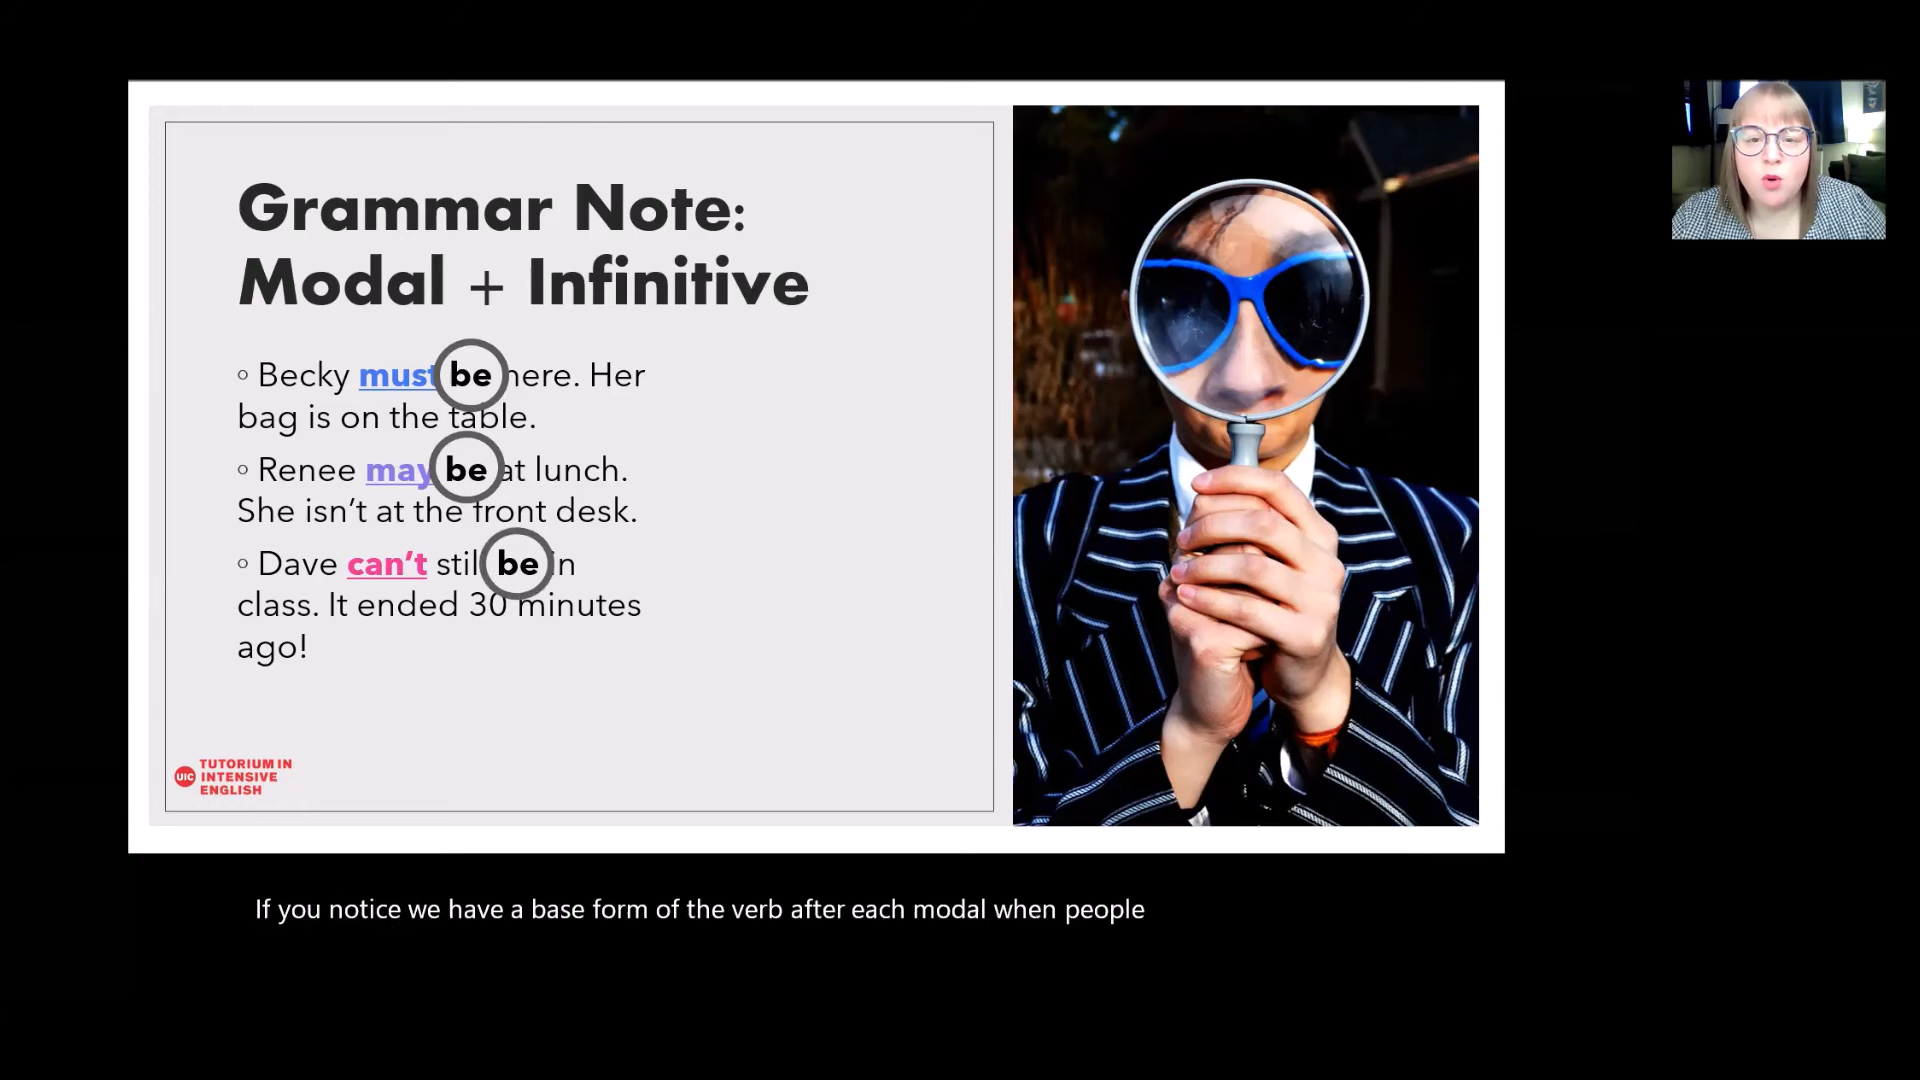 Grammar Note:
Modal + Infinitive
◦ Becky must be here. Her
bag is on the table.
◦ Renee may be at lunch.
She isn’t at the front desk.
◦ Dave can’t still be in
class. It ended 30 minutes
ago!
UIC
TUTORIUM IN
INTENSIVE
ENGLISH
If you notice we have a base form of the verb after each modal when people